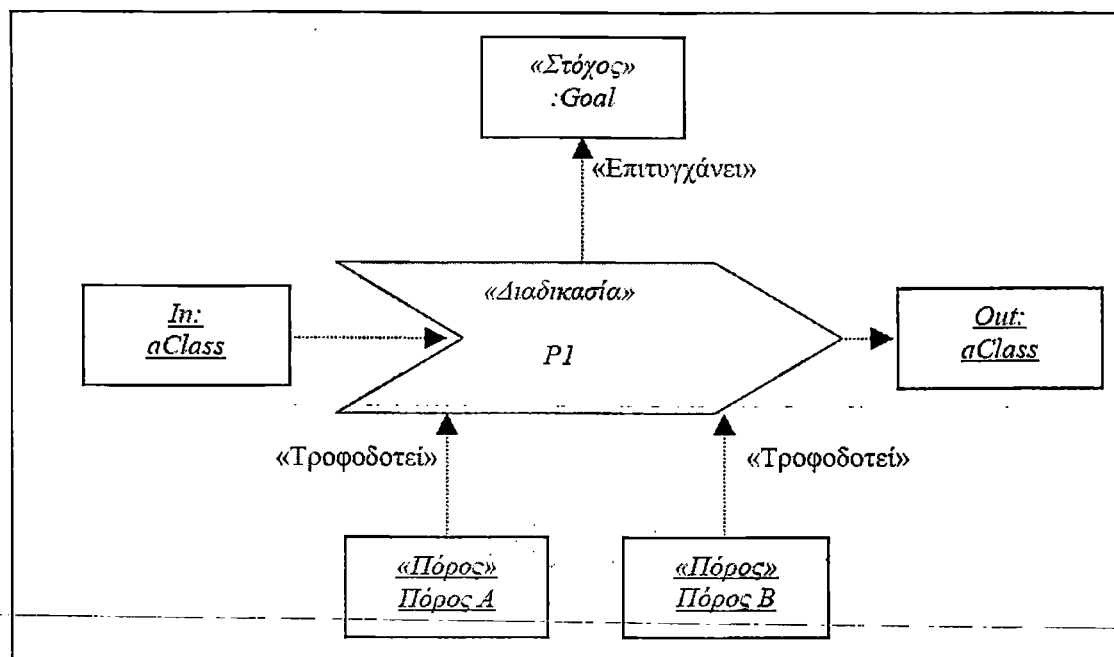 «Στόχος»
:Goal
«Επιτυγχάνει»
«Διαδικασία»
In:
aClass
P1
Out:
aClass
«Τροφοδοτεί»
«Τροφοδοτεί»
«Πόρος»
Πόρος A
«Πόρος»
Πόρος B